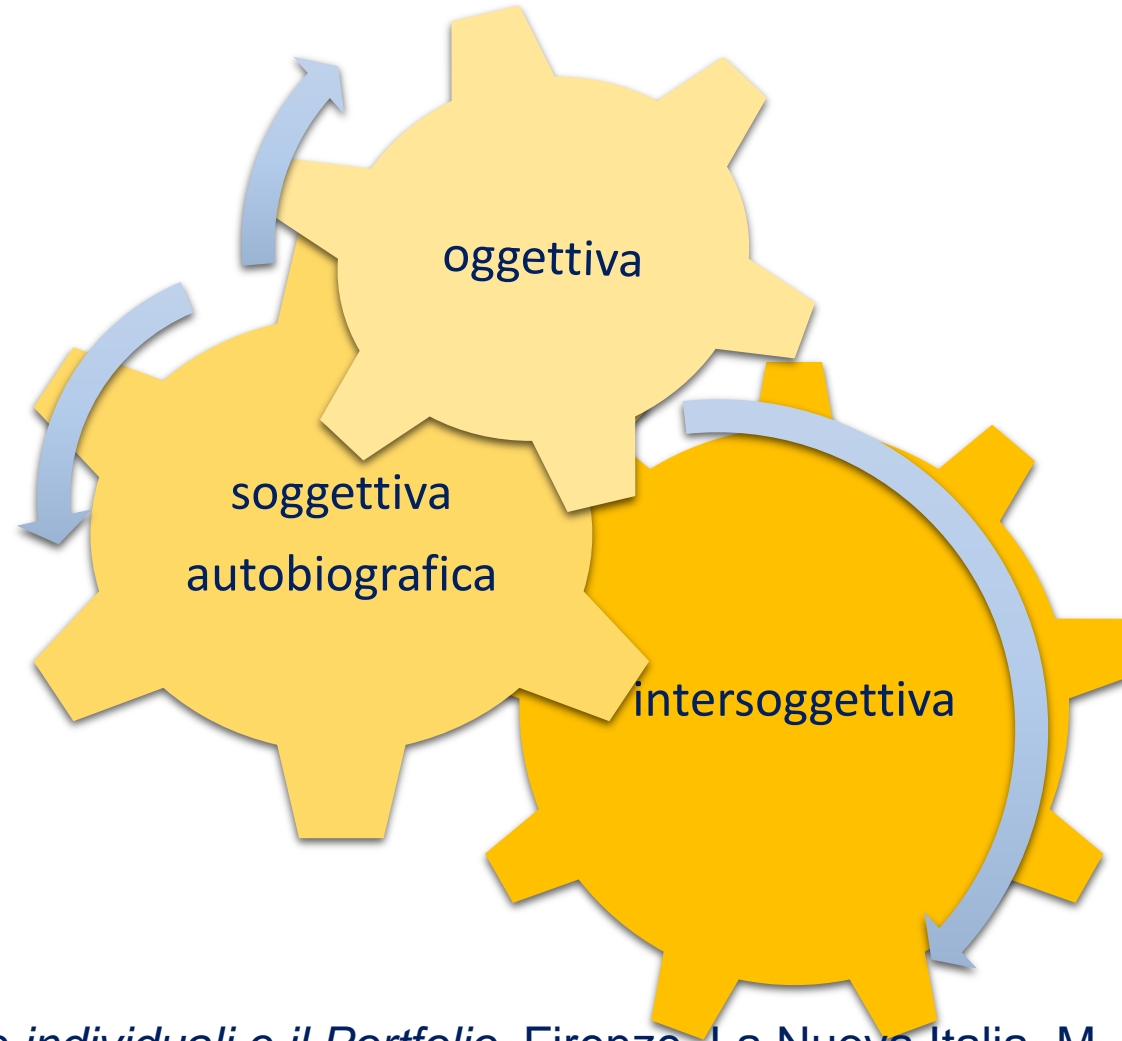 oggettiva
soggettiva
autobiografica
intersoggettiva
individuali e il Portfolio, Firenze, La Nuova Italia, M.